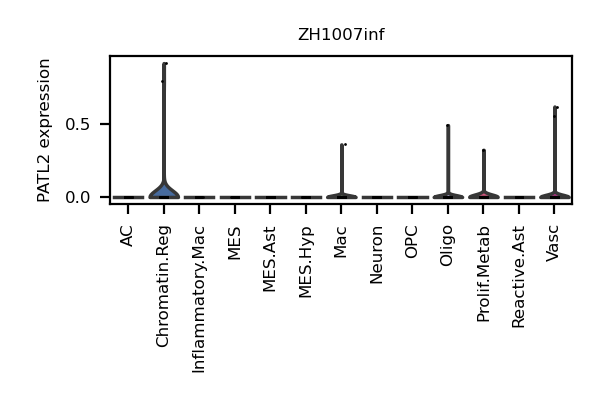 ZH1007inf
PATL2 expression
0.5
0.0
AC
Chromatin.Reg
Inflammatory.Mac
MES
MES.Ast
MES.Hyp
Mac
Neuron
OPC
Oligo
Prolif.Metab
Reactive.Ast
Vasc